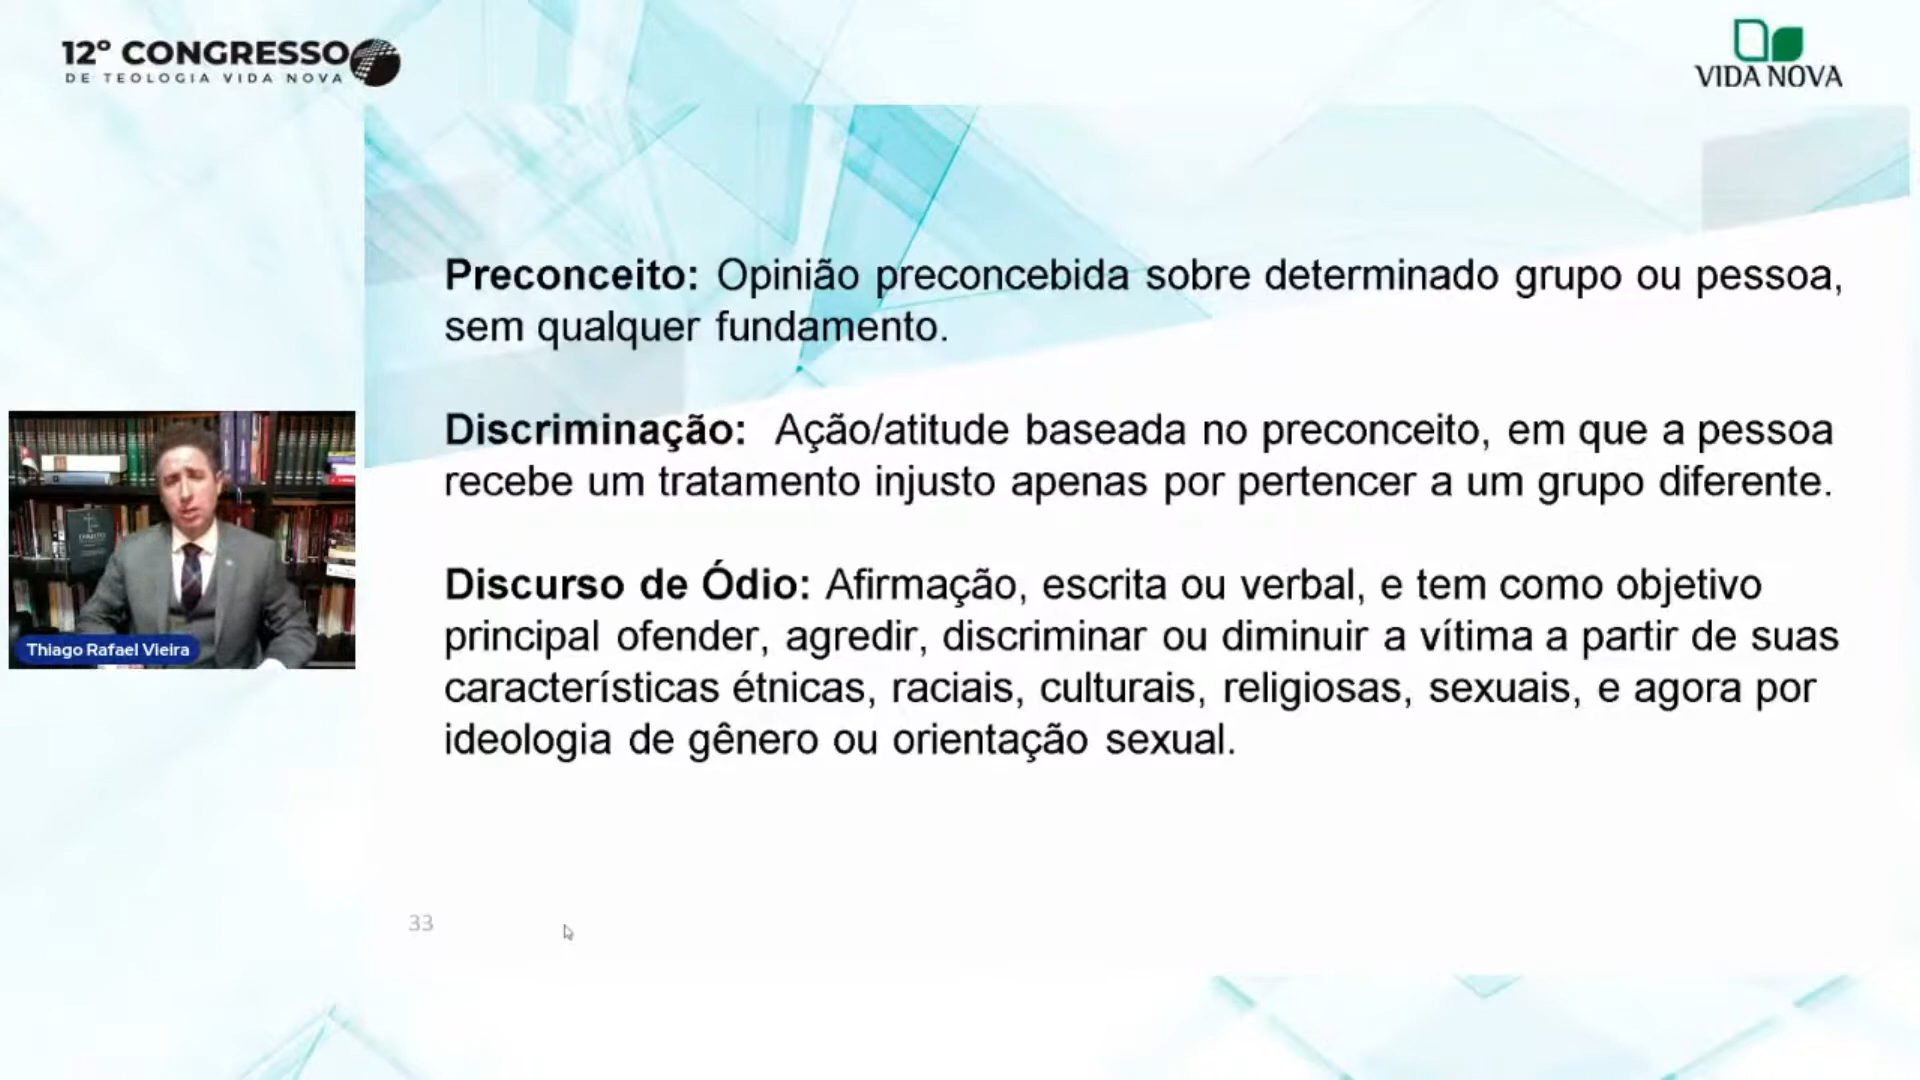 12º CONGRESSO
DE TEOLOGIA VIDA NOVA
VIDA NOVA
Preconceito: Opinião preconcebida sobre determinado grupo ou pessoa,
sem qualquer fundamento.
Discriminação: Ação/atitude baseada no preconceito, em que a pessoa
recebe um tratamento injusto apenas por pertencer a um grupo diferente.
Discurso de Ódio: Afirmação, escrita ou verbal, e tem como objetivo
principal ofender, agredir, discriminar ou diminuir a vítima a partir de suas
características étnicas, raciais, culturais, religiosas, sexuais, e agora por
ideologia de gênero ou orientação sexual.
Thiago Rafael Vieira
33